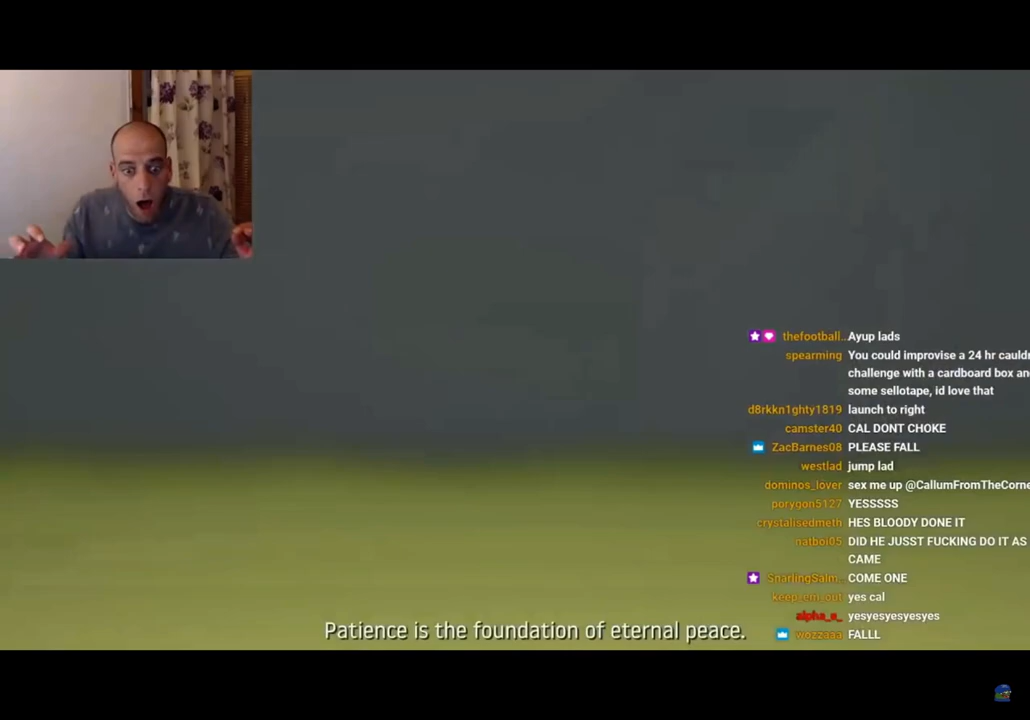 thefootball.. Ayup lads
spearming You could improvise a 24 hr
challenge with a cardboard box
some sellotape, id love that
d8rkkn1ghty1819 launch to right
camster40 CAL DONT CHOKE
ZacBarnes08 PLEASE FALL
westlad jump lad
dominos_lover sex me up
porygon5127 YESSSSS
crystalisedmeth HES BLOODY DONE IT
natboi05 DID HE JUSST FUCKING DO IT AS
CAME
SnarlingSalm.. COME ONE
keep_em_out yes cal
alpha_u_ yesyesyesyesyes
wozzaaa FALLL
Patience is the foundation of eternal peace.